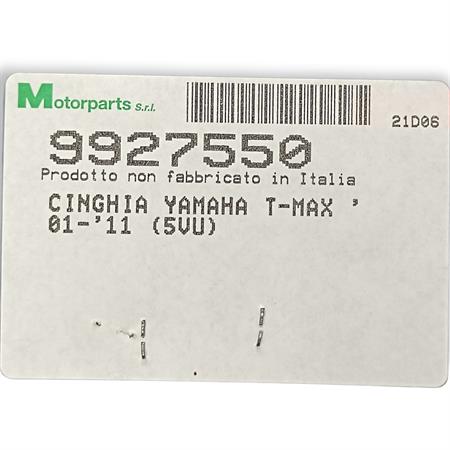 Motorparts s.r.l.
21D06
9927550
Prodotto non fabbricato in Italia
CINGHIA YAMAHA T-MAX '
01-'11 (5VU)